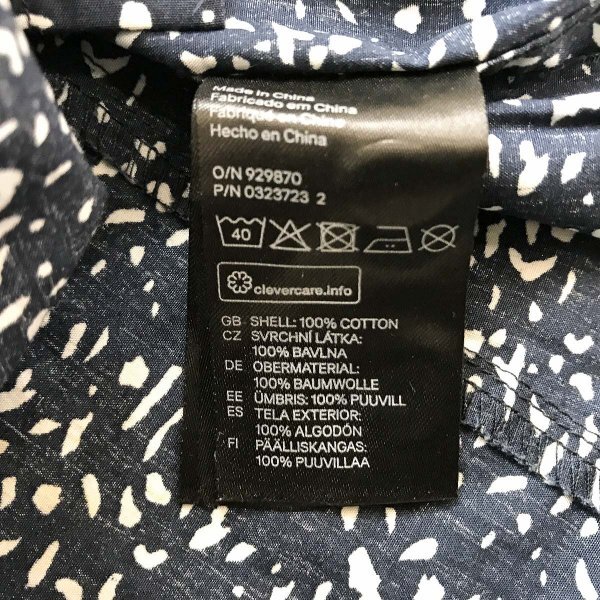 Made in China
Fabricado em China
Fabriqué en Chine
Hecho en China
O/N 929870
P/N 0323723 2
40
clevercare.info
GB SHELL: 100% COTTON
CZ SVRCHNÍ LÁTKA:
100% BAVLNA
DE OBERMATERIAL:
100% BAUMWOLLE
EE ÜMBRIS: 100% PUUVILL
ES TELA EXTERIOR:
100% ALGODÓN
FI PÄÄLLISKANGAS:
100% PUUVILLAA